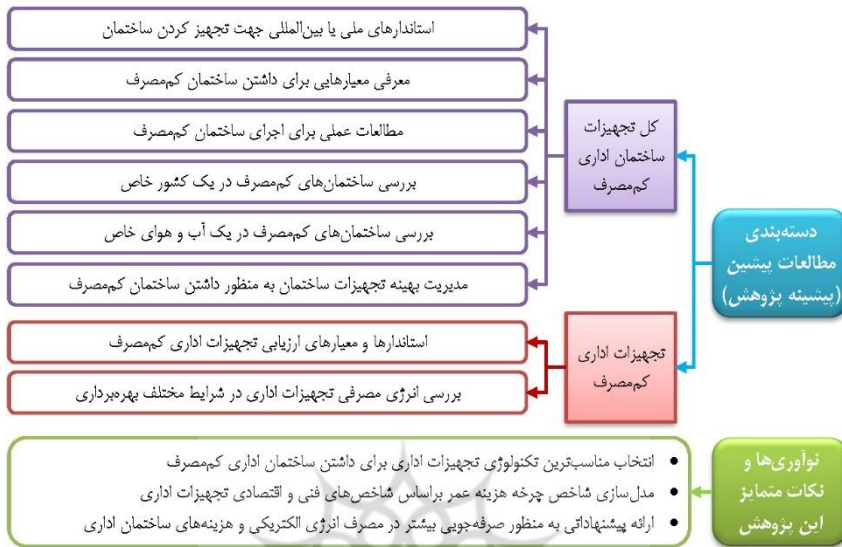 دسته‌بندی
مطالعات پیشین
(پیشینه پژوهش)
کل تجهیزات
ساختمان اداری
کم‌مصرف
استاندارهای ملی یا بین‌المللی جهت تجهیز کردن ساختمان
معرفی معیارهایی برای داشتن ساختمان کم‌مصرف
مطالعات عملی برای اجرای ساختمان کم‌مصرف
بررسی ساختمان‌های کم‌مصرف در یک کشور خاص
بررسی ساختمان‌های کم‌مصرف در یک آب و هوای خاص
مدیریت بهینه تجهیزات ساختمان به منظور داشتن ساختمان کم‌مصرف
تجهیزات اداری
کم‌مصرف
استاندارها و معیارهای ارزیابی تجهیزات اداری کم‌مصرف
بررسی انرژی مصرفی تجهیزات اداری در شرایط مختلف بهره‌برداری
نوآوری‌ها و
نکات متمایز
این پژوهش
• انتخاب مناسب‌ترین تکنولوژی تجهیزات اداری برای داشتن ساختمان اداری کم‌مصرف
• مدل‌سازی شاخص چرخه هزینه عمر براساس شاخص‌های فنی و اقتصادی تجهیزات اداری
• ارائه پیشنهاداتی به منظور صرفه‌جویی بیشتر در مصرف انرژی الکتریکی و هزینه‌های ساختمان اداری